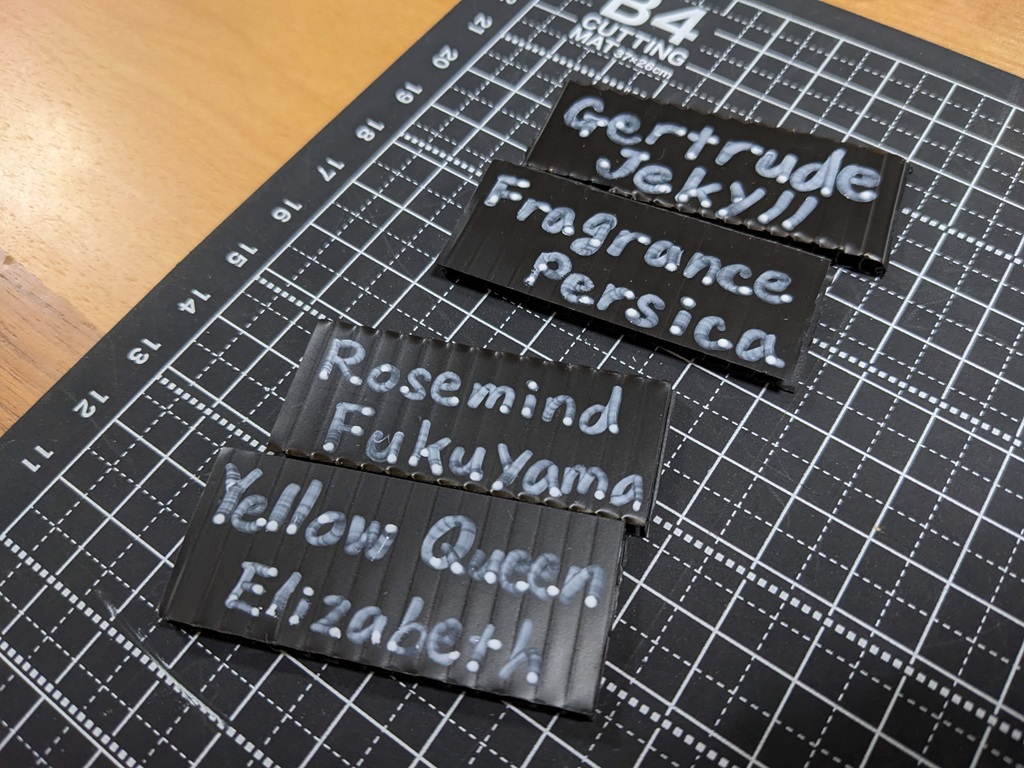 B4
CUTTING
MAT 37x26cm
21
20
19
18
17
16
15
14
13
12
11
Gertrude
Jekyll
Fragrance
Persica
Rosemind
Fukuyama
Yellow Queen
Elizabeth